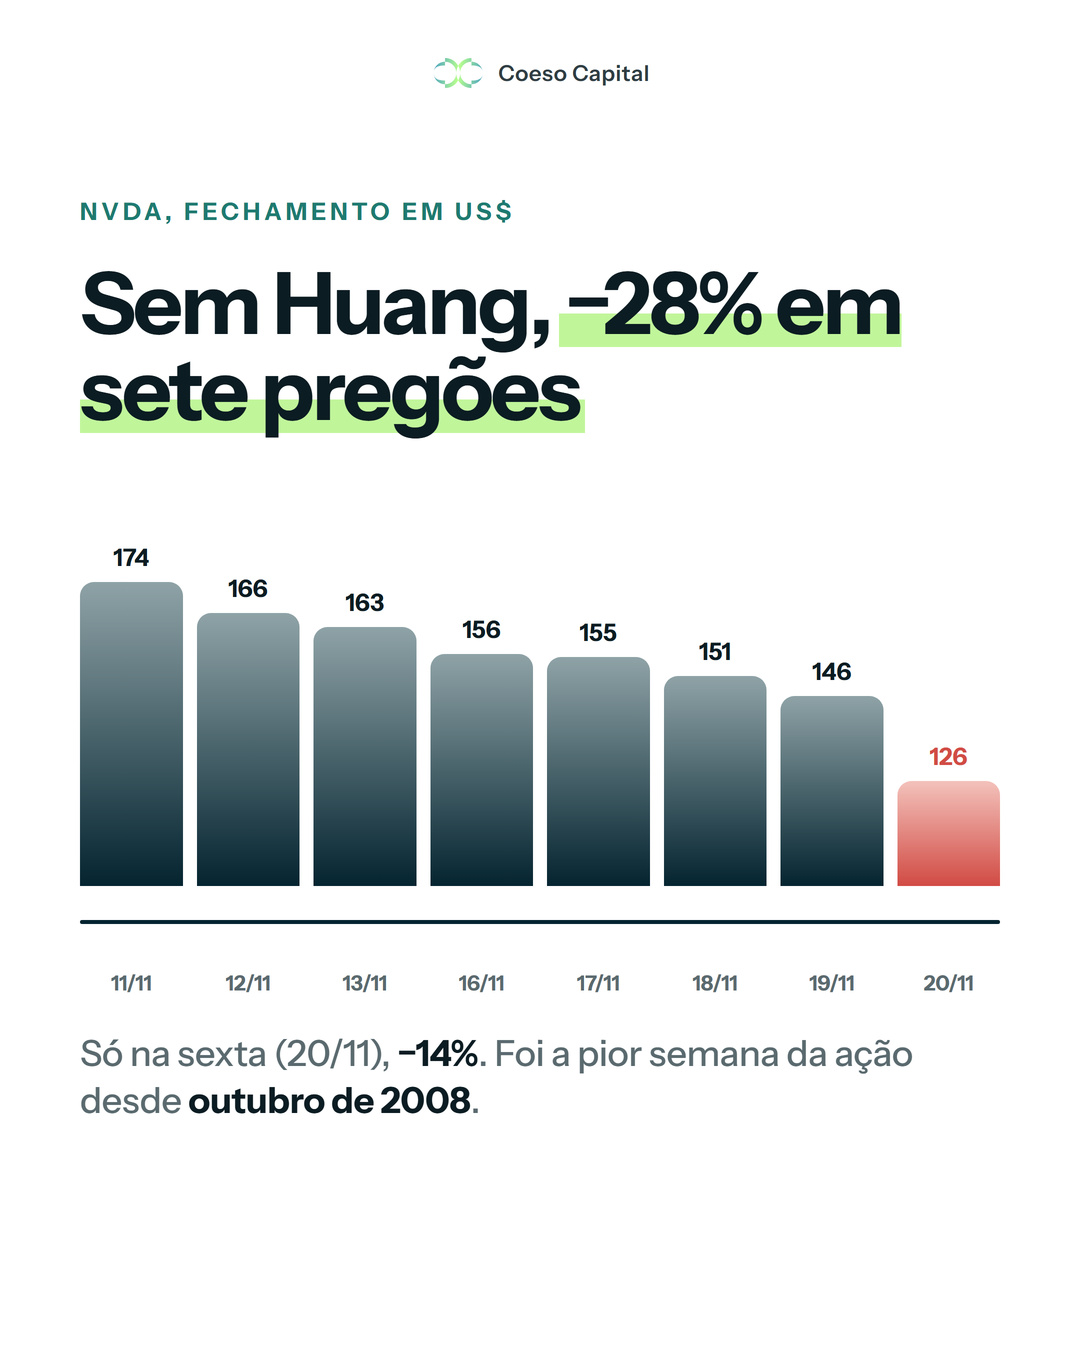 Coeso Capital
NVDA, FECHAMENTO EM US$
Sem Huang, −28% em
sete pregões
174
166
163
156
155
151
146
126
11/11
12/11
13/11
16/11
17/11
18/11
19/11
20/11
Só na sexta (20/11), −14%. Foi a pior semana da ação
desde outubro de 2008.